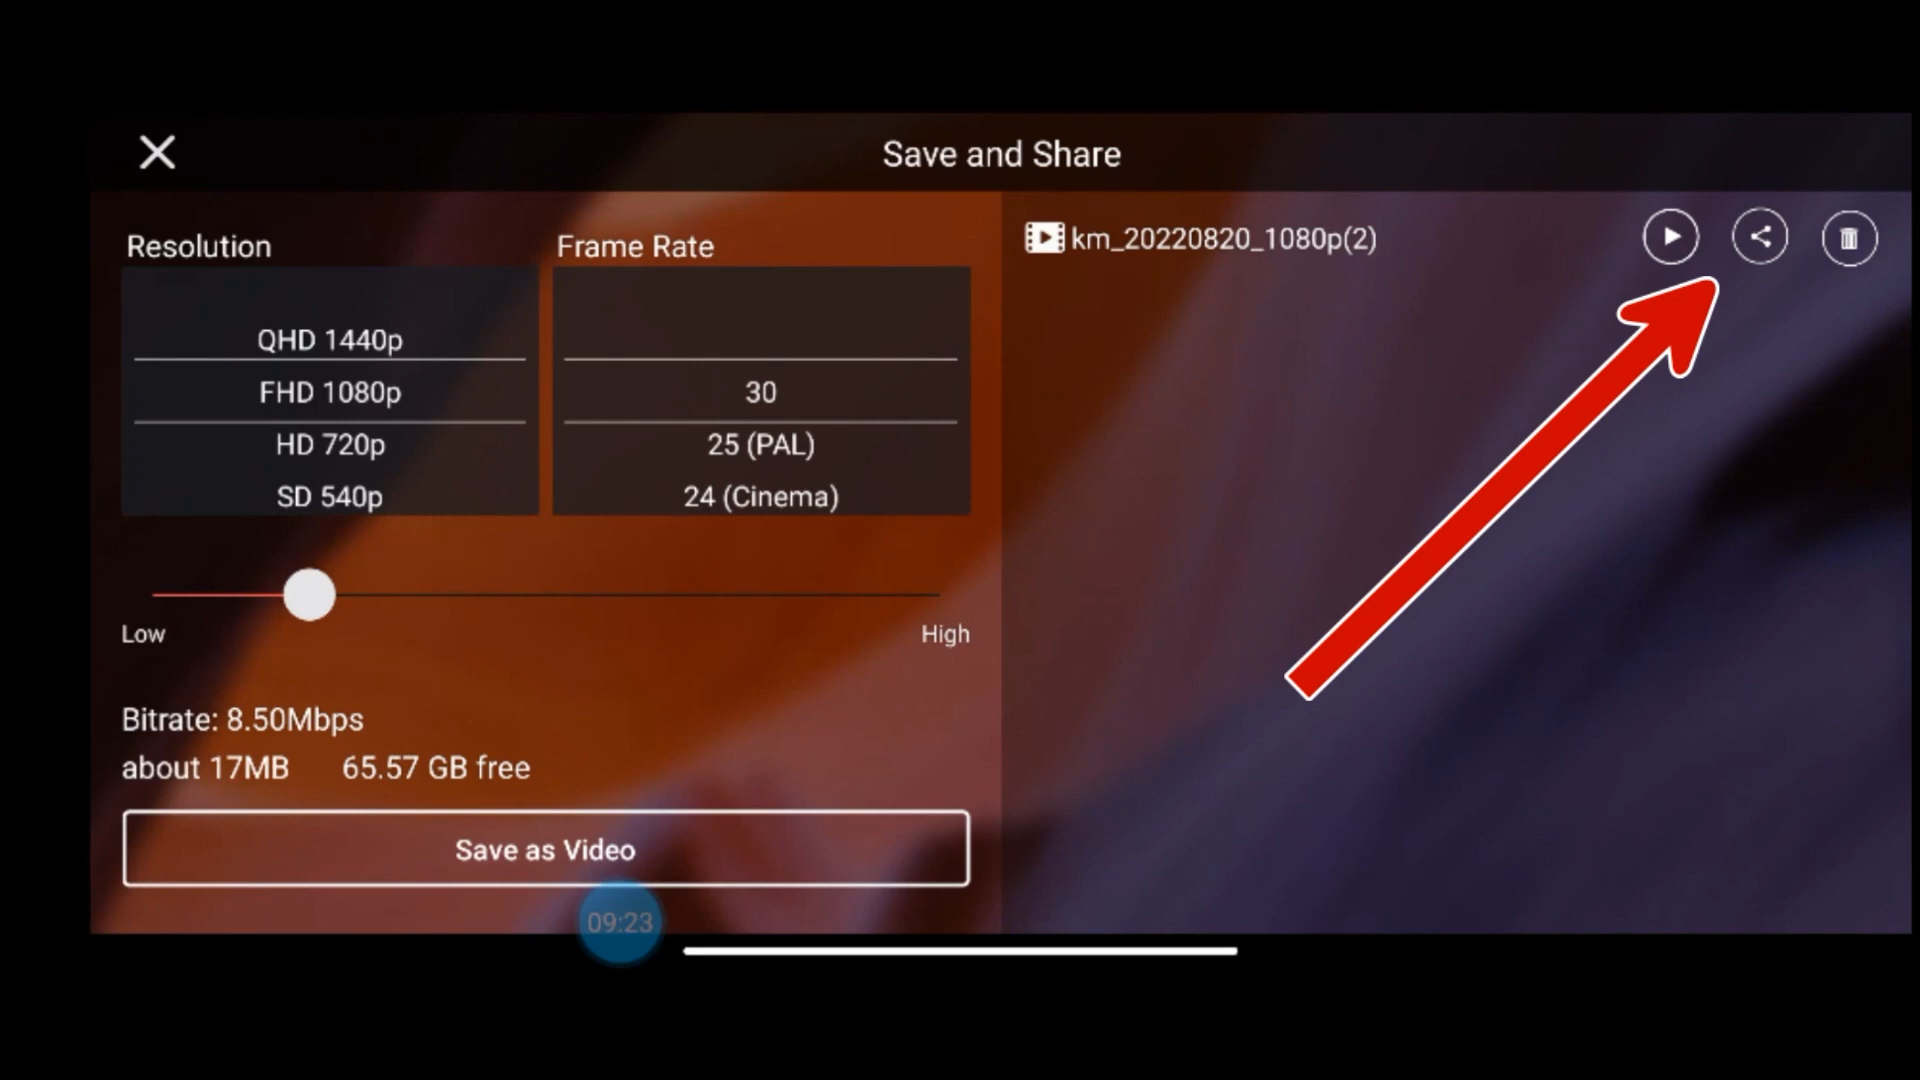 Save and Share
Resolution
Frame Rate
QHD 1440p
FHD 1080p
HD 720p
SD 540p
30
25 (PAL)
24 (Cinema)
Low
High
Bitrate: 8.50Mbps
about 17MB 65.57 GB free
Save as Video
09:23
km_20220820_1080p(2)